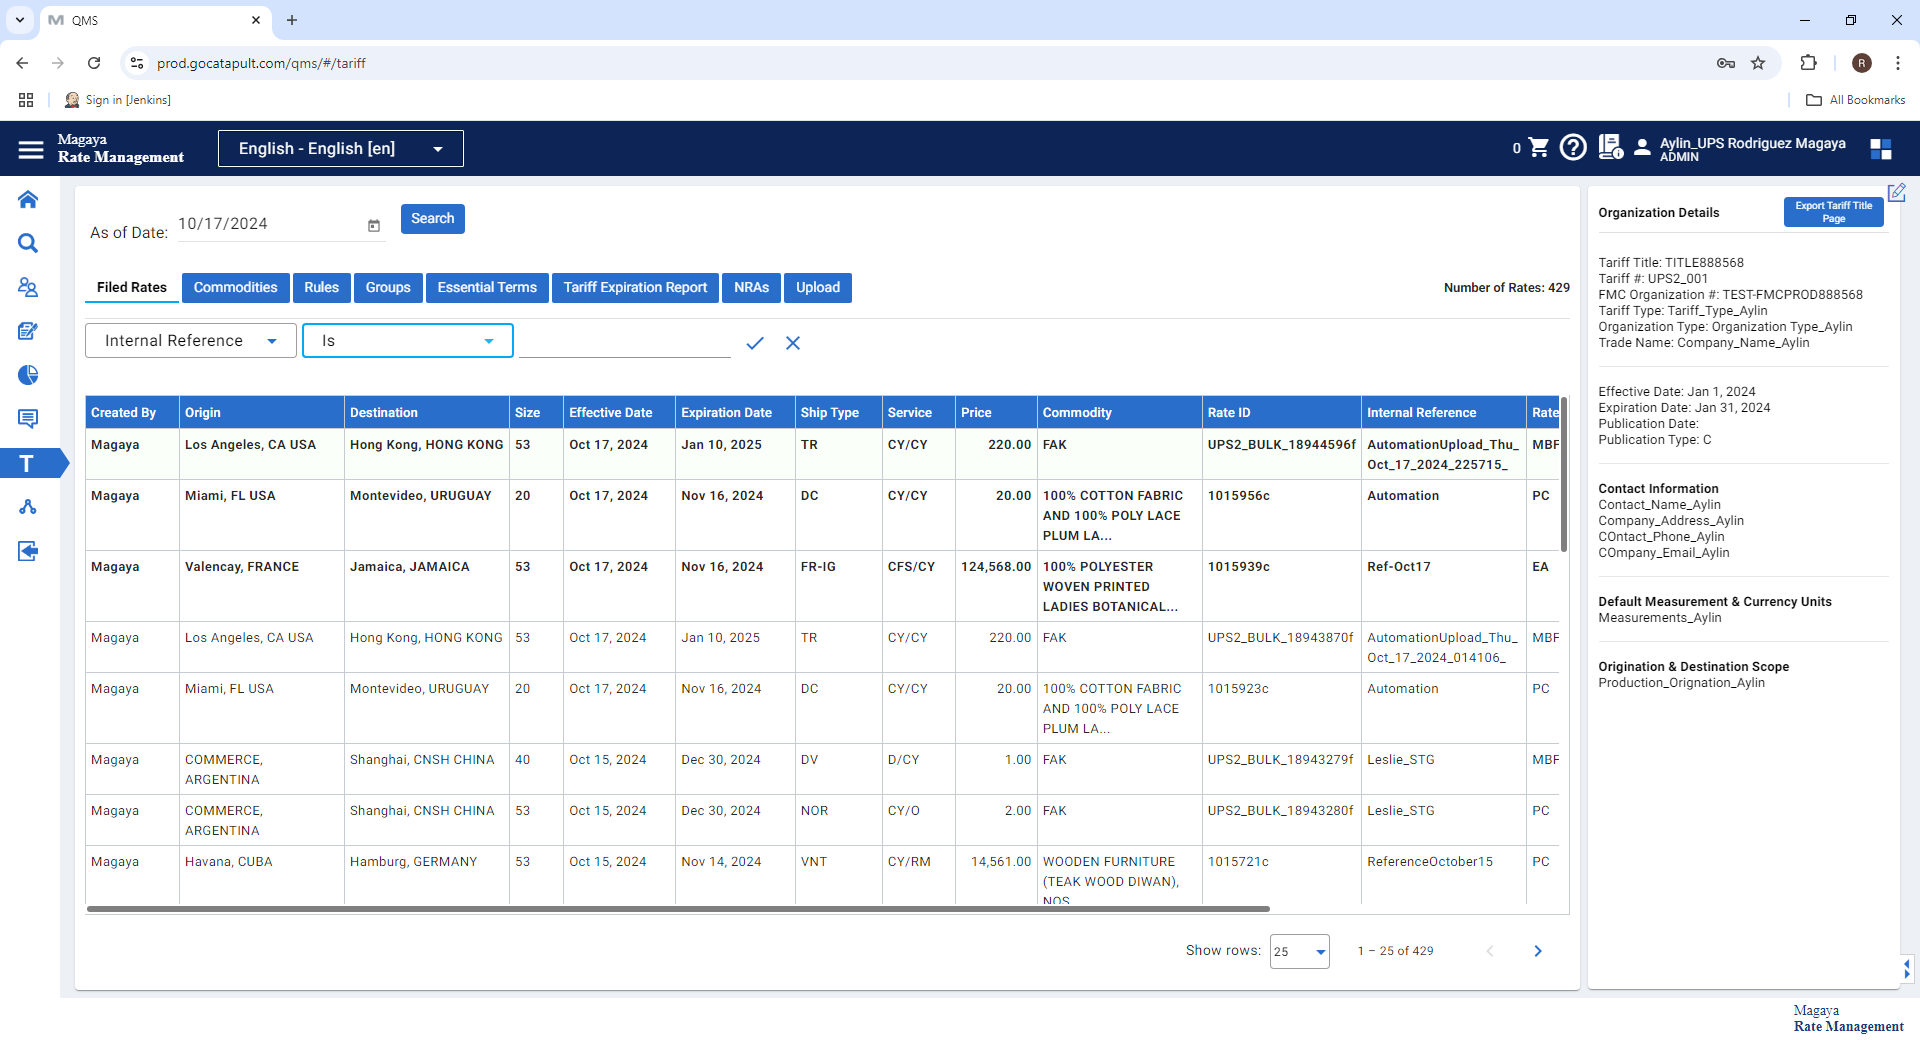 QMS
prod.gocatapult.com/qms/#/tariff
R
Sign in [Jenkins]
All Bookmarks
Magaya
Rate Management
English - English [en]
0
Aylin_UPS Rodriguez Magaya
ADMIN
As of Date: 10/17/2024
Search
Filed Rates Commodities Rules Groups Essential Terms Tariff Expiration Report NRAs Upload
Number of Rates: 429
Internal Reference Is
Created By Origin Destination Size Effective Date Expiration Date Ship Type Service Price Commodity Rate ID Internal Reference Rate
Magaya Los Angeles, CA USA Hong Kong, HONG KONG 53 Oct 17, 2024 Jan 10, 2025 TR CY/CY 220.00 FAK UPS2_BULK_18944596f AutomationUpload_Thu_ MBF
Oct_17_2024_225715_
Magaya Miami, FL USA Montevideo, URUGUAY 20 Oct 17, 2024 Nov 16, 2024 DC CY/CY 20.00 100% COTTON FABRIC 1015956c Automation PC
AND 100% POLY LACE
PLUM LA...
Magaya Valencay, FRANCE Jamaica, JAMAICA 53 Oct 17, 2024 Nov 16, 2024 FR-IG CFS/CY 124,568.00 100% POLYESTER 1015939c Ref-Oct17 EA
WOVEN PRINTED
LADIES BOTANICAL...
Magaya Los Angeles, CA USA Hong Kong, HONG KONG 53 Oct 17, 2024 Jan 10, 2025 TR CY/CY 220.00 FAK UPS2_BULK_18943870f AutomationUpload_Thu_ MBF
Oct_17_2024_014106_
Magaya Miami, FL USA Montevideo, URUGUAY 20 Oct 17, 2024 Nov 16, 2024 DC CY/CY 20.00 100% COTTON FABRIC 1015923c Automation PC
AND 100% POLY LACE
PLUM LA...
Magaya COMMERCE, Shanghai, CNSH CHINA 40 Oct 15, 2024 Dec 30, 2024 DV D/CY 1.00 FAK UPS2_BULK_18943279f Leslie_STG MBF
ARGENTINA
Magaya COMMERCE, Shanghai, CNSH CHINA 53 Oct 15, 2024 Dec 30, 2024 NOR CY/O 2.00 FAK UPS2_BULK_18943280f Leslie_STG PC
ARGENTINA
Magaya Havana, CUBA Hamburg, GERMANY 53 Oct 15, 2024 Nov 14, 2024 VNT CY/RM 14,561.00 WOODEN FURNITURE 1015721c ReferenceOctober15 PC
(TEAK WOOD DIWAN),
NOS
Show rows: 25 1 – 25 of 429
Organization Details
Export Tariff Title
Page
Tariff Title: TITLE888568
Tariff #: UPS2_001
FMC Organization #: TEST-FMCPROD888568
Tariff Type: Tariff_Type_Aylin
Organization Type: Organization Type_Aylin
Trade Name: Company_Name_Aylin
Effective Date: Jan 1, 2024
Expiration Date: Jan 31, 2024
Publication Date:
Publication Type: C
Contact Information
Contact_Name_Aylin
Company_Address_Aylin
COntact_Phone_Aylin
COmpany_Email_Aylin
Default Measurement & Currency Units
Measurements_Aylin
Origination & Destination Scope
Production_Orignation_Aylin
T
Magaya
Rate Management